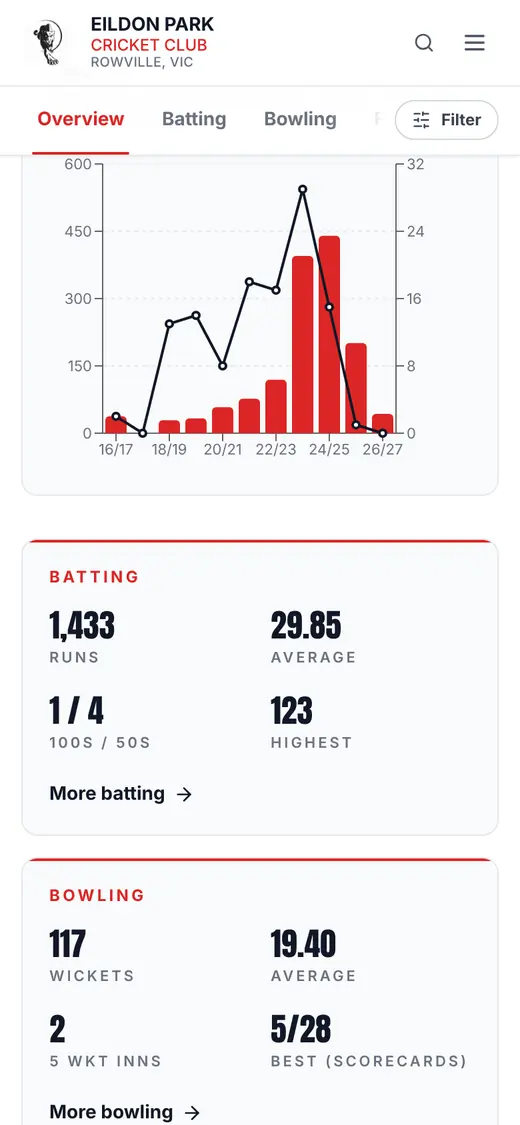 EILDON PARK
CRICKET CLUB
ROWVILLE, VIC
Overview Batting Bowling Filter
600 32
450 24
300 16
150 8
0 0
16/17 18/19 20/21 22/23 24/25 26/27
BATTING
1,433 29.85
RUNS AVERAGE
1 / 4 123
100S / 50S HIGHEST
More batting →
BOWLING
117 19.40
WICKETS AVERAGE
2 5/28
5 WKT INNS BEST (SCORECARDS)
More bowling →